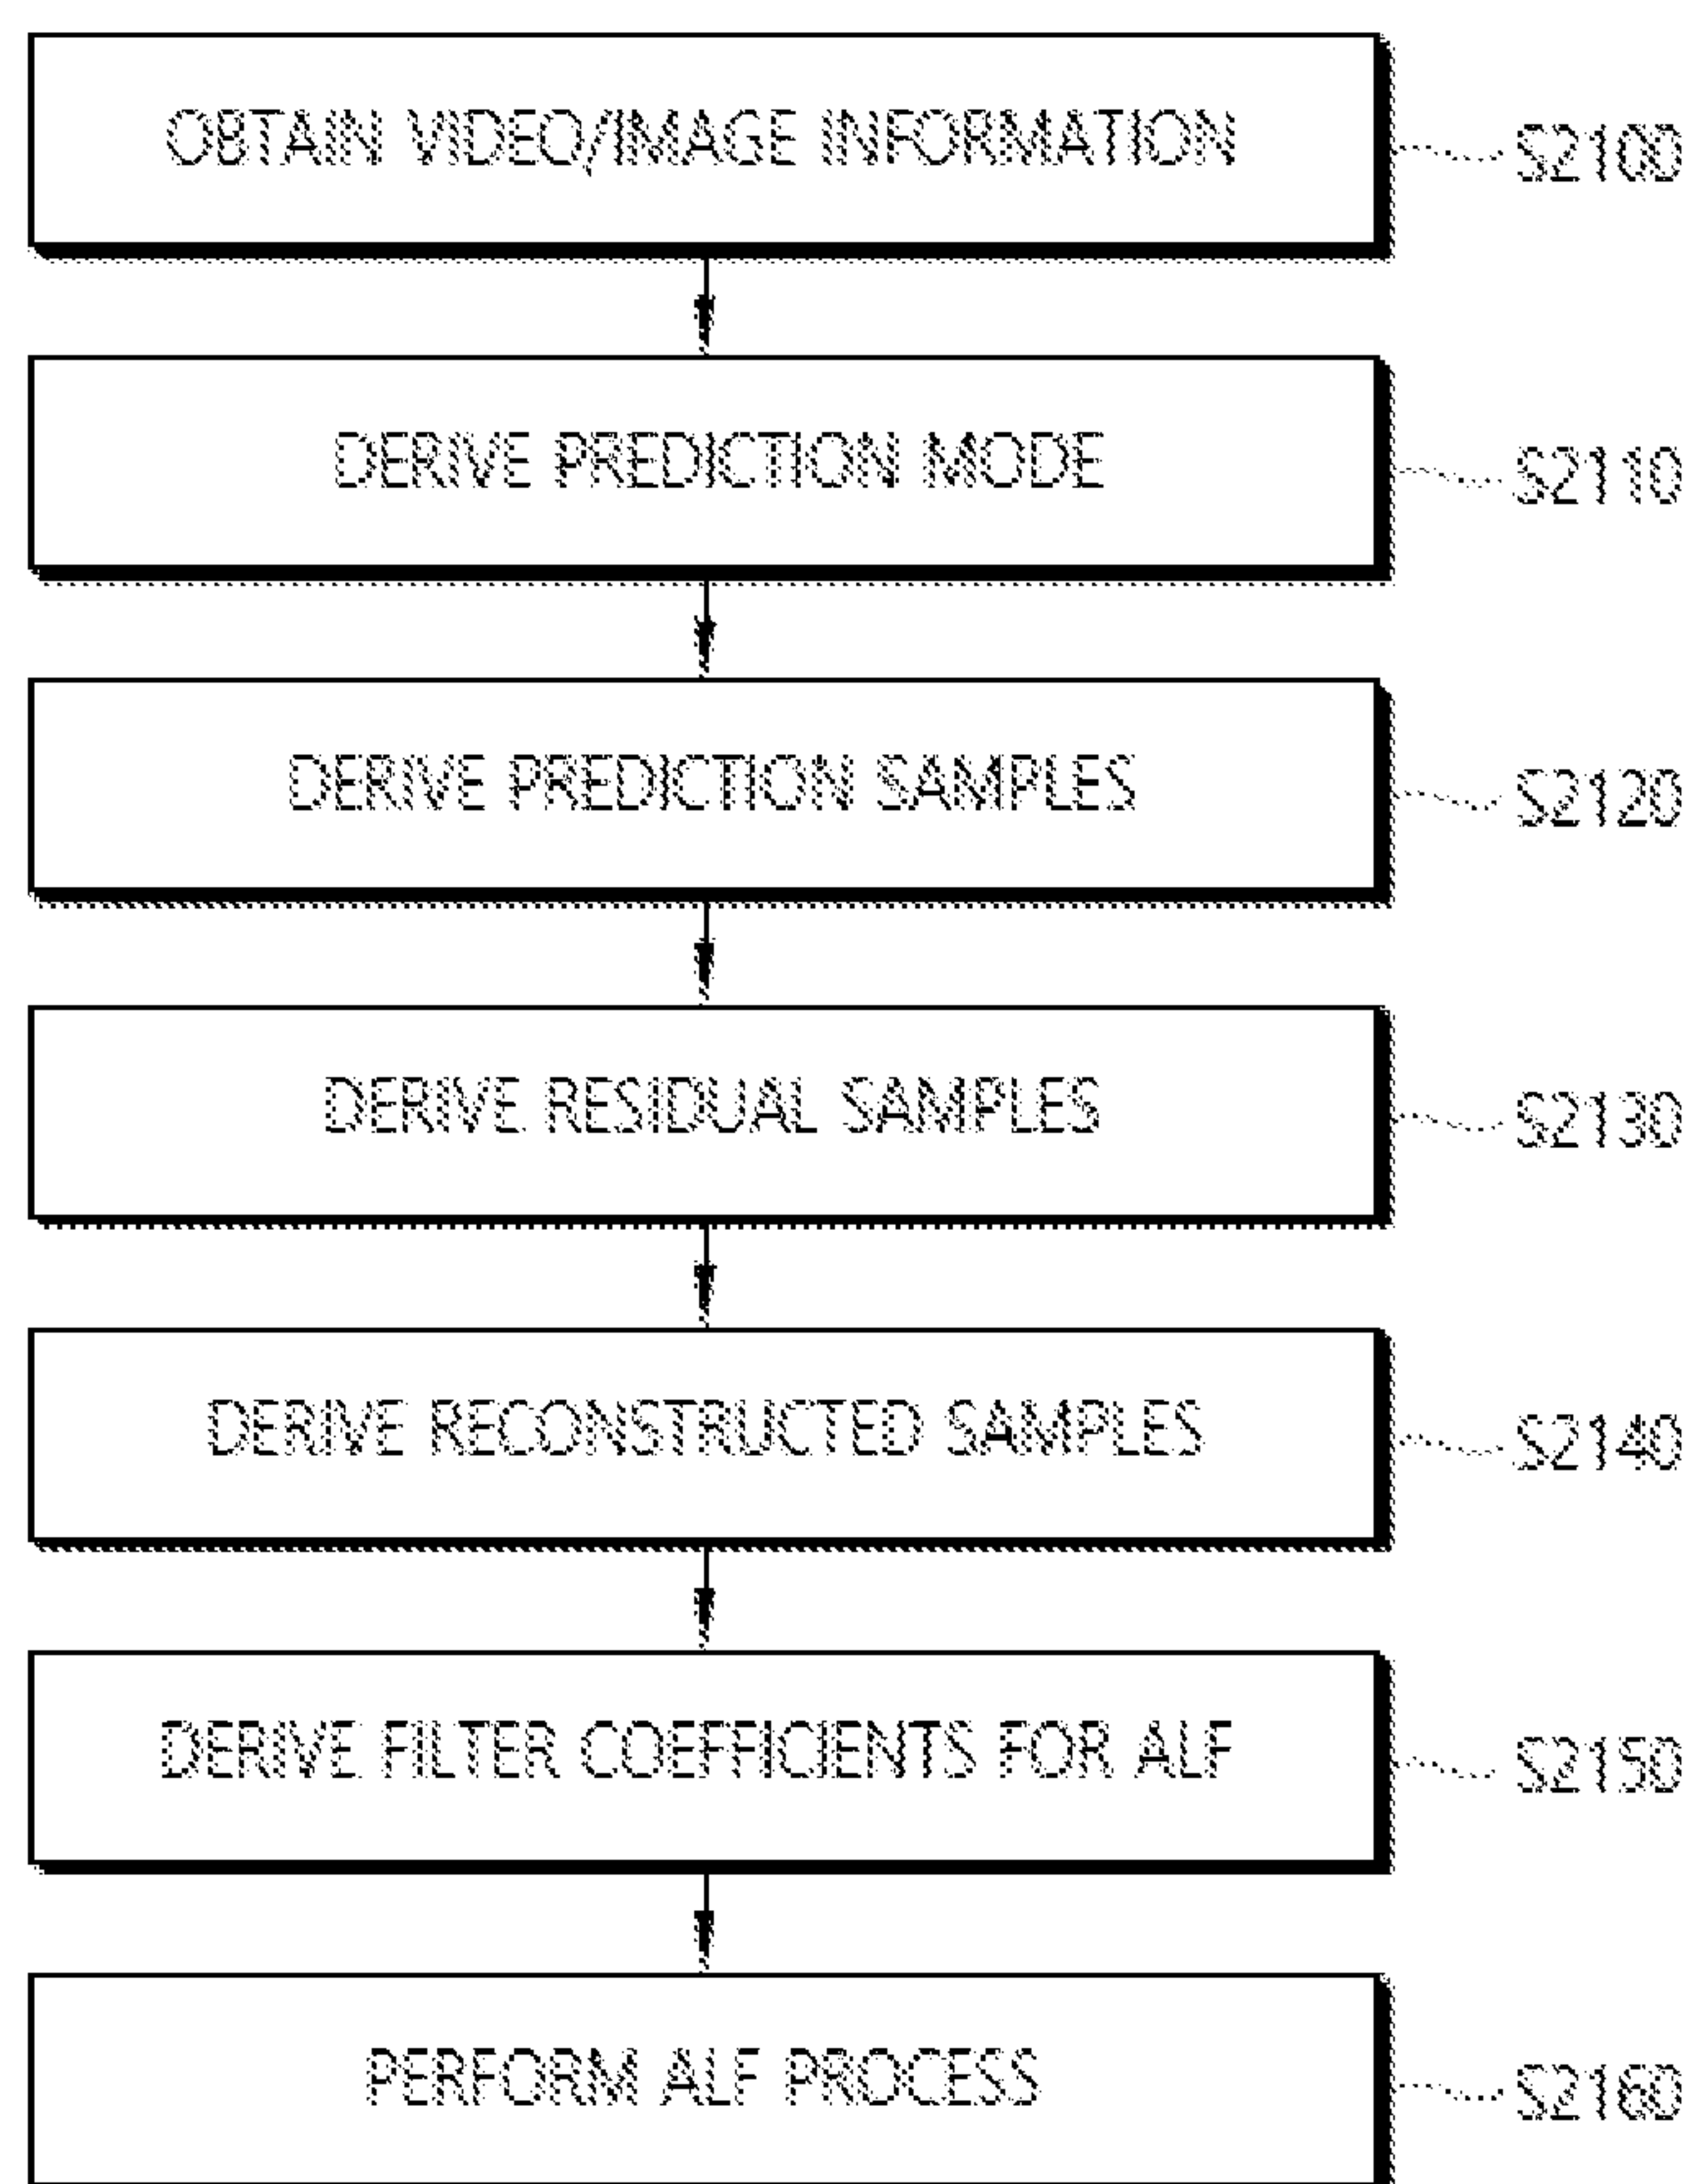 OBTAIN VIDEO/IMAGE INFORMATION S2100
DERIVE PREDICTION MODE S2110
DERIVE PREDICTION SAMPLES S2120
DERIVE RESIDUAL SAMPLES S2130
DERIVE RECONSTRUCTED SAMPLES S2140
DERIVE FILTER COEFFICIENTS FOR ALF S2150
PERFORM ALF PROCESS S2160